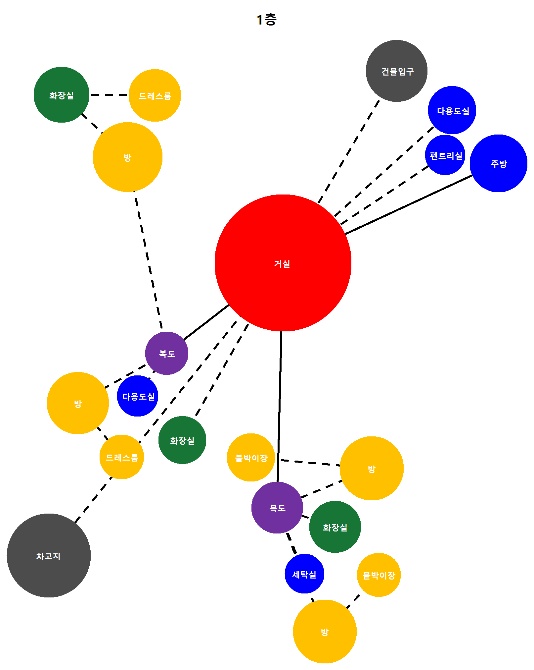 1층
건물입구
화장실
드레스룸
다용도실
방
팬트리실
주방
거실
복도
방
다용도실
화장실
드레스룸
붙박이장
방
복도
화장실
차고지
세탁실
붙박이장
방